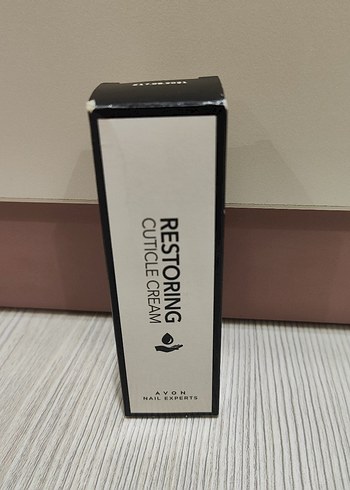 RESTORING
CUTICLE CREAM
AVON
NAIL EXPERTS